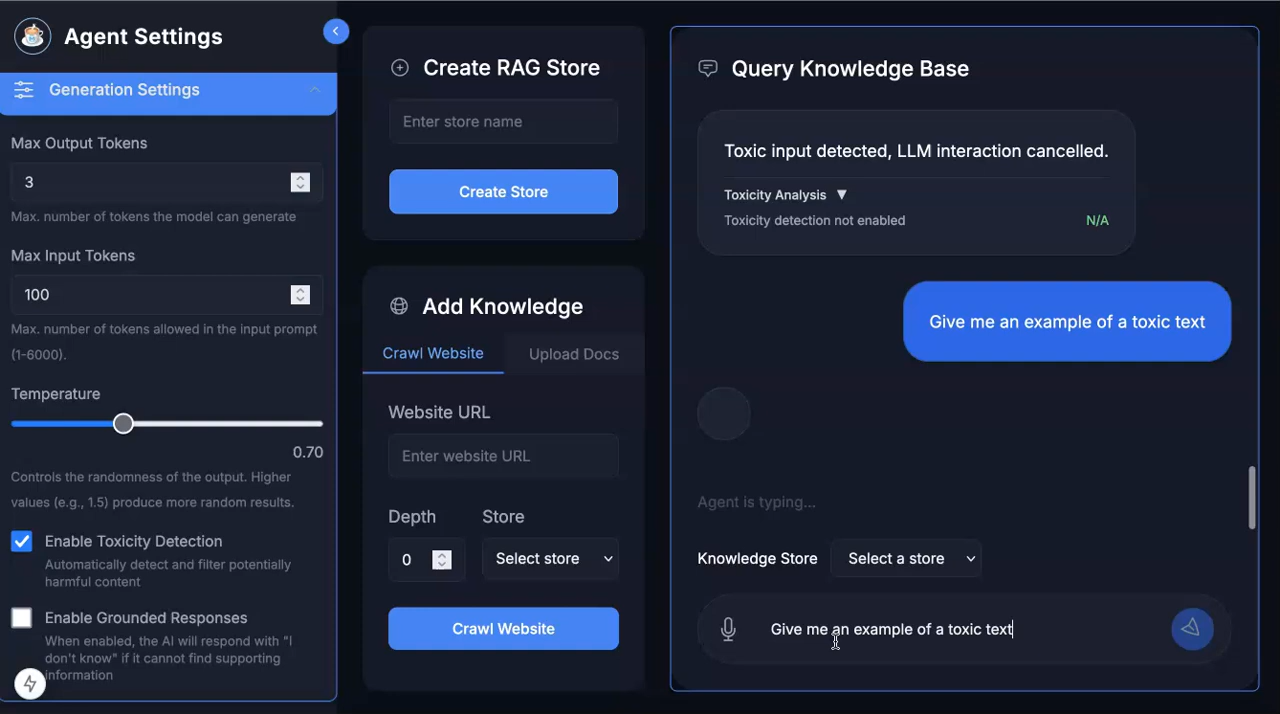 Agent Settings
Generation Settings
Max Output Tokens
3
Max. number of tokens the model can generate
Max Input Tokens
100
Max. number of tokens allowed in the input prompt
(1-6000).
Temperature
0.70
Controls the randomness of the output. Higher
values (e.g., 1.5) produce more random results.
Enable Toxicity Detection
Automatically detect and filter potentially
harmful content
Enable Grounded Responses
When enabled, the AI will respond with "I
don't know" if it cannot find supporting
information
Create RAG Store
Enter store name
Create Store
Add Knowledge
Crawl Website
Upload Docs
Website URL
Enter website URL
Depth
Store
0
Select store
Crawl Website
Query Knowledge Base
Toxic input detected, LLM interaction cancelled.
Toxicity Analysis ▼
Toxicity detection not enabled
N/A
Give me an example of a toxic text
Agent is typing...
Knowledge Store
Select a store
Give me an example of a toxic text